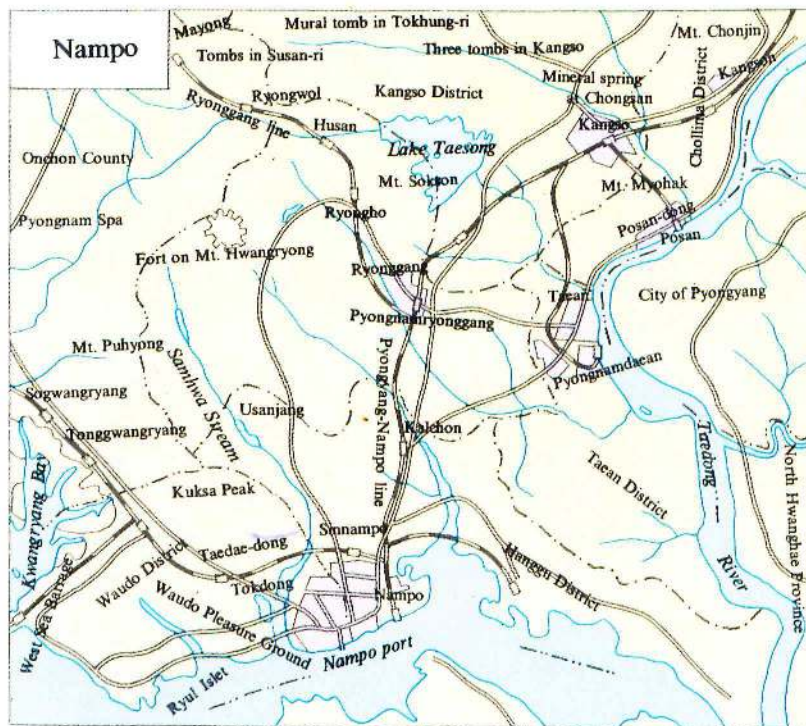 Nampo
Mayong
Mural tomb in Tokhung-ri
Mt. Chonjin
Tombs in Susan-ri
Three tombs in Kangso
Kangson
Mineral spring
at Chongsan
Chollima District
Ryonggang line
Ryongwol
Kangso District
Husan
Kangso
Lake Taesong
Onchon County
Mt. Sokson
Mt. Myohak
Pyongnam Spa
Ryongho
Posan-dong
Posan
Fort on Mt. Hwangryong
Ryonggang
Taean
City of Pyongyang
Pyongnamryonggang
Mt. Puhyong
Pyongnamdaean
Samhwa Stream
Pyongyang-Nampo line
Sogwangryang
Usanjang
Kalchon
Tonggwangryang
Taedong
River
North Hwanghae Province
Kwangryang Bay
Kuksa Peak
Taean District
Sinnampo
Taedae-dong
Hanggu District
West Sea Barrage
Waudo District
Tokdong
Nampo
Waudo Pleasure Ground
Nampo port
Ryul Islet